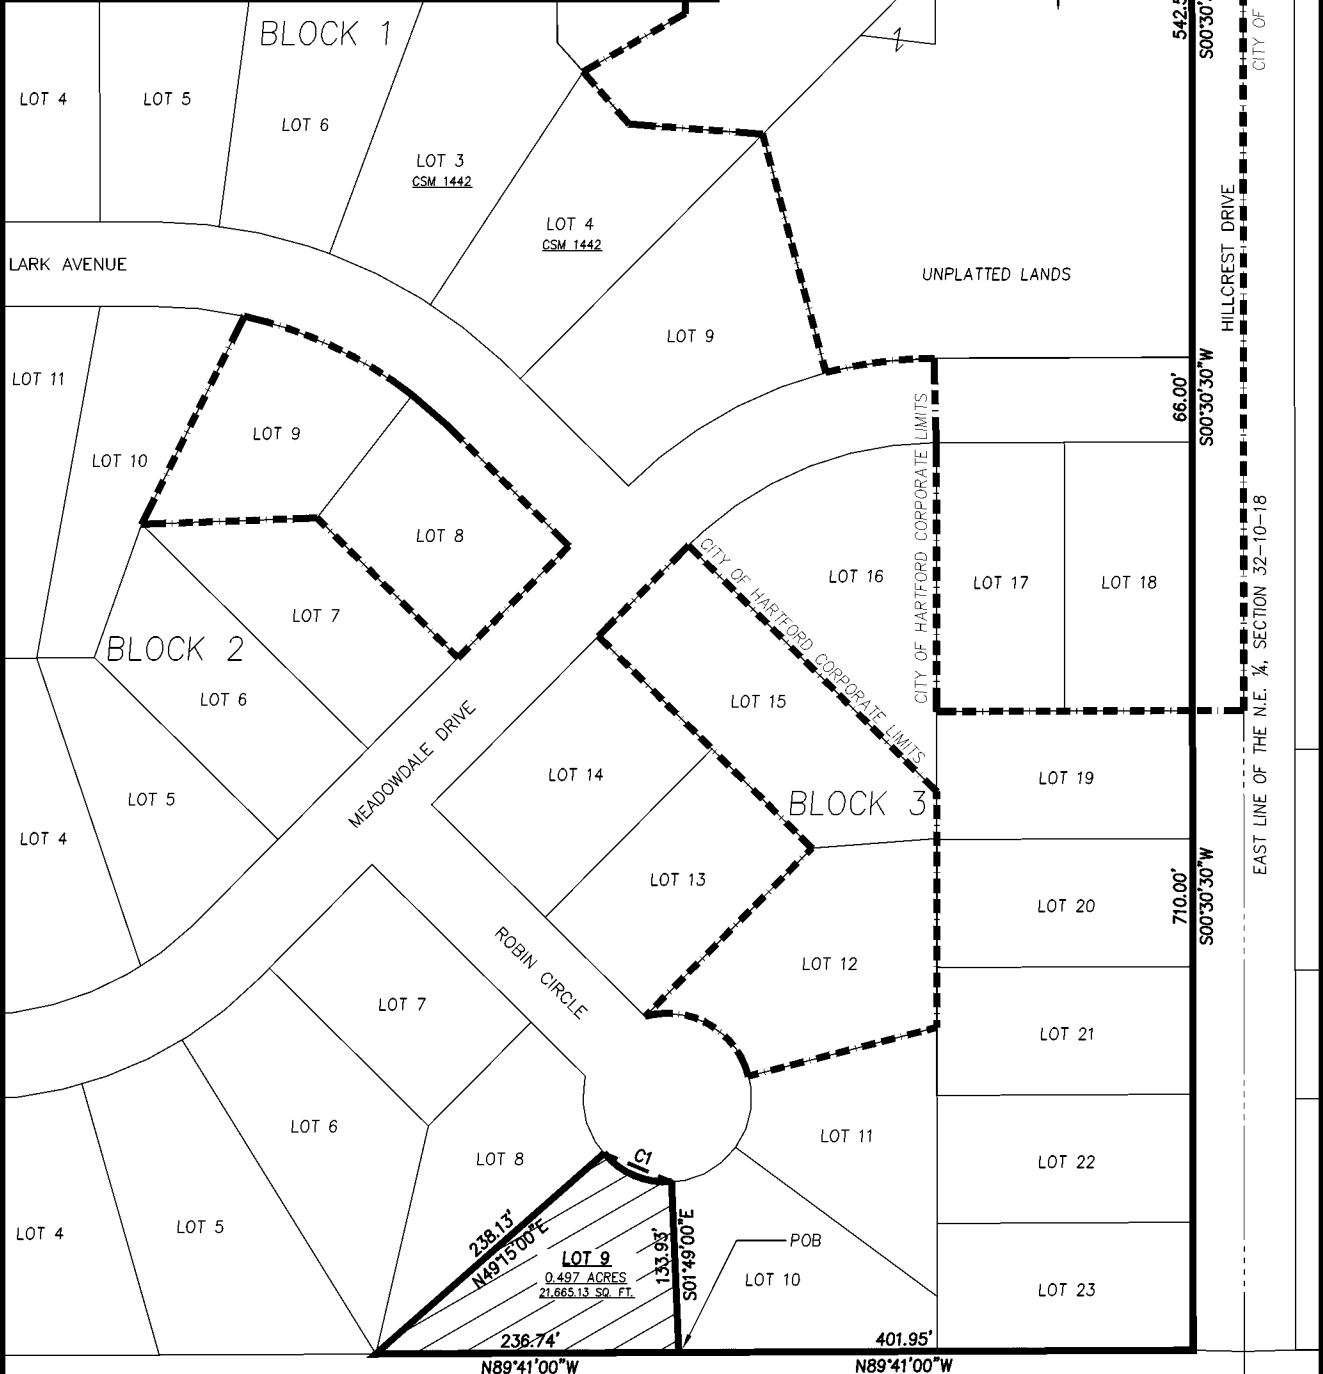 BLOCK 1
LOT 4
LOT 5
LOT 6
LOT 3
CSM 1442
LOT 4
CSM 1442
N
S00°30'
CITY OF
LARK AVENUE
UNPLATTED LANDS
HILLCREST DRIVE
LOT 9
LOT 11
66.00'
S00°30'30"W
LOT 9
LOT 10
LOT 8
CITY OF HARTFORD CORPORATE LIMITS
CITY OF HARTFORD CORPORATE LIMITS
LOT 16
LOT 17
LOT 18
LOT 7
BLOCK 2
LOT 6
LOT 15
EAST LINE OF THE N.E. ¼, SECTION 32-10-18
MEADOWDALE DRIVE
LOT 14
LOT 19
LOT 5
BLOCK 3
LOT 4
LOT 13
LOT 20
710.00'
S00°30'30"W
ROBIN CIRCLE
LOT 12
LOT 7
LOT 21
LOT 6
LOT 8
C1
LOT 11
LOT 22
LOT 4
LOT 5
238.13'
N49°15'00"E
133.93'
S01°49'00"E
POB
LOT 9
0.497 ACRES
21,665.13 SQ. FT.
LOT 10
LOT 23
236.74'
401.95'
N89°41'00"W
N89°41'00"W